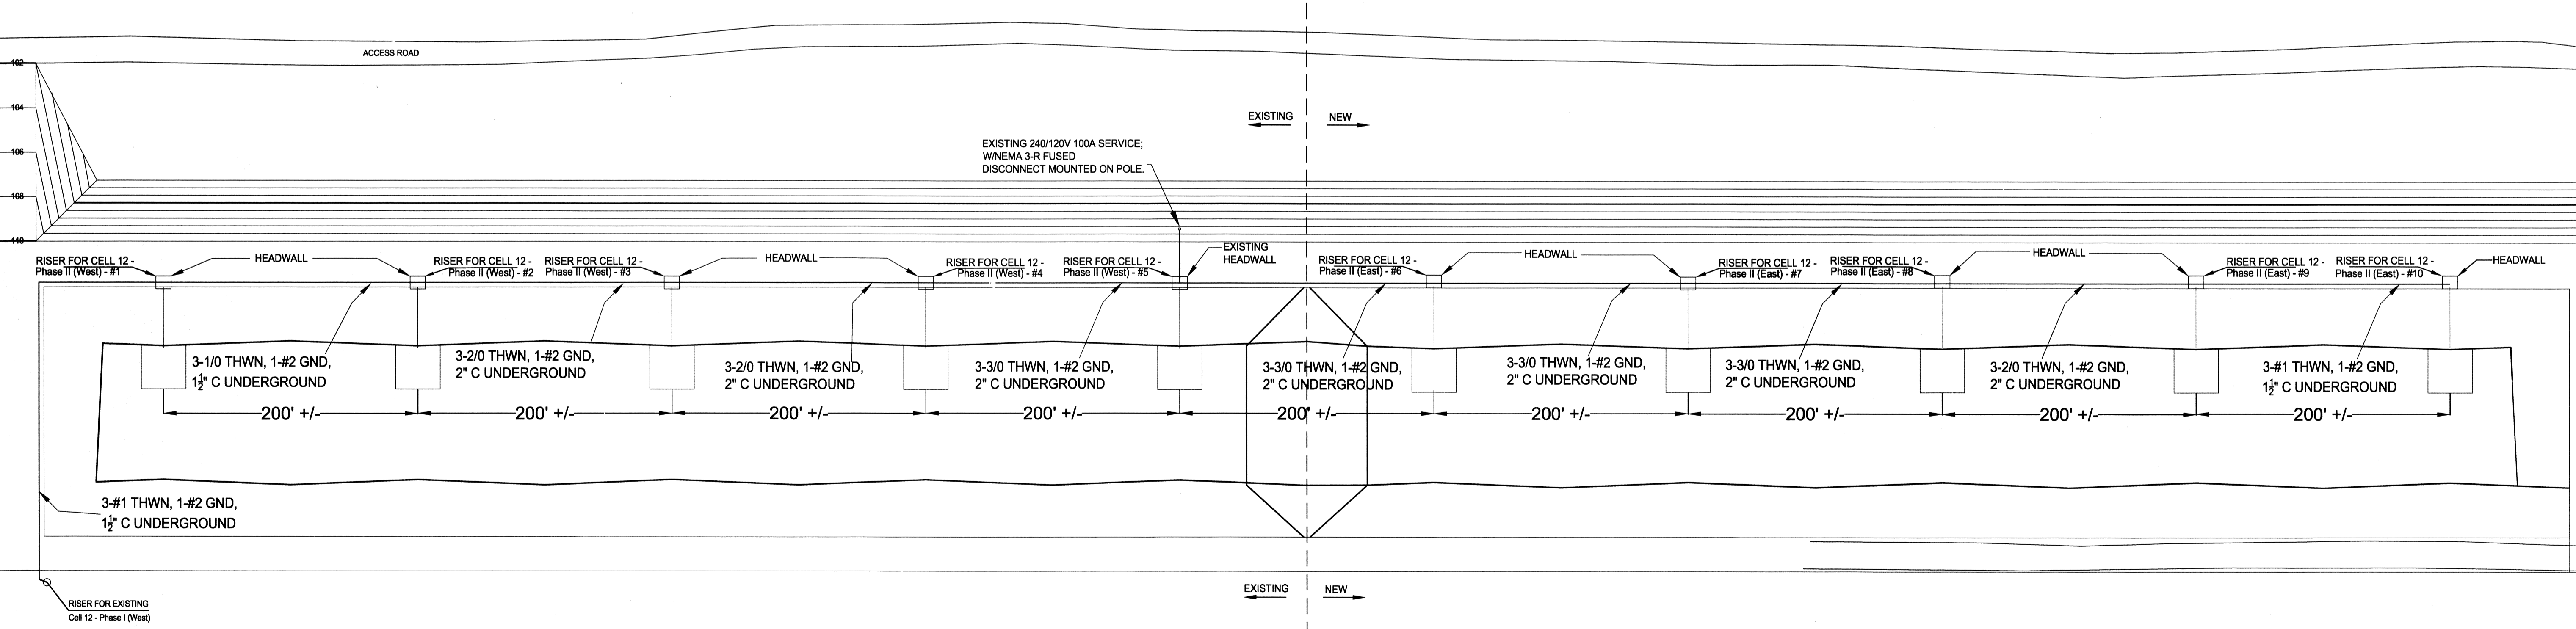 ACCESS ROAD
102
104
106
108
110
EXISTING
NEW
EXISTING 240/120V 100A SERVICE;
W/NEMA 3-R FUSED
DISCONNECT MOUNTED ON POLE.
RISER FOR CELL 12 -
Phase II (West) - #1
HEADWALL
RISER FOR CELL 12 -
Phase II (West) - #2
RISER FOR CELL 12 -
Phase II (West) - #3
HEADWALL
RISER FOR CELL 12 -
Phase II (West) - #4
RISER FOR CELL 12 -
Phase II (West) - #5
EXISTING
HEADWALL
RISER FOR CELL 12 -
Phase II (East) - #6
HEADWALL
RISER FOR CELL 12 -
Phase II (East) - #7
RISER FOR CELL 12 -
Phase II (East) - #8
HEADWALL
RISER FOR CELL 12 -
Phase II (East) - #9
RISER FOR CELL 12 -
Phase II (East) - #10
HEADWALL
3-1/0 THWN, 1-#2 GND,
1½" C UNDERGROUND
3-2/0 THWN, 1-#2 GND,
2" C UNDERGROUND
3-2/0 THWN, 1-#2 GND,
2" C UNDERGROUND
3-3/0 THWN, 1-#2 GND,
2" C UNDERGROUND
3-3/0 THWN, 1-#2 GND,
2" C UNDERGROUND
3-3/0 THWN, 1-#2 GND,
2" C UNDERGROUND
3-3/0 THWN, 1-#2 GND,
2" C UNDERGROUND
3-2/0 THWN, 1-#2 GND,
2" C UNDERGROUND
3-#1 THWN, 1-#2 GND,
1½" C UNDERGROUND
200' +/-
200' +/-
200' +/-
200' +/-
200' +/-
200' +/-
200' +/-
200' +/-
200' +/-
3-#1 THWN, 1-#2 GND,
1½" C UNDERGROUND
EXISTING
NEW
RISER FOR EXISTING
Cell 12 - Phase I (West)